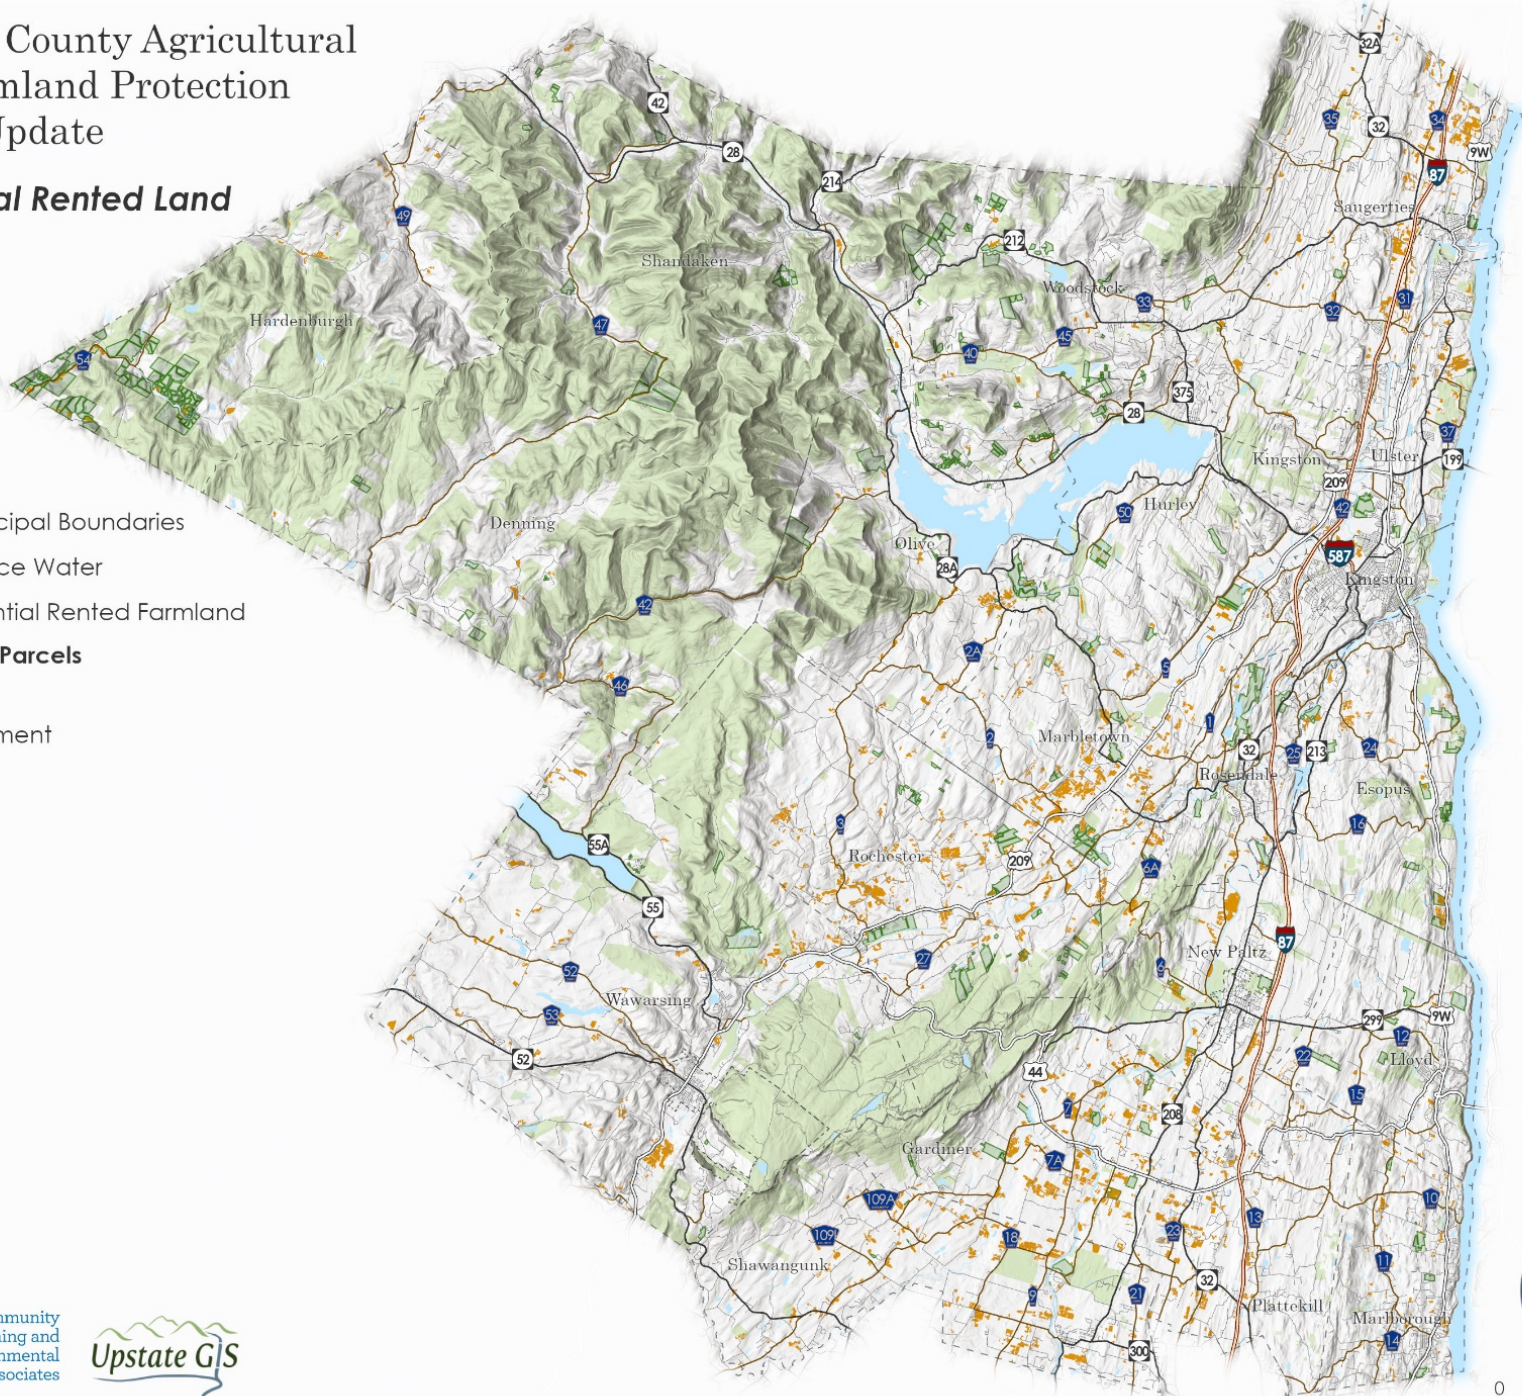 County Agricultural
mland Protection
Update
al Rented Land
cipal Boundaries
ce Water
ntial Rented Farmland
Parcels
ment
32A
42
35
34
32
28
9W
87
214
Saugerties
49
212
Shandaken
Woodstock
33
31
32
Hardenburgh
47
45
40
54
375
28
37
Kingston
Ulster
199
209
42
50
Hurley
Denning
Olive
587
28A
Kingston
42
2A
5
46
1
2
Marbletown
32
25
213
24
Rosendale
Esopus
3
16
55A
Rochester
209
6A
55
87
New Paltz
27
6
52
Wawarsing
53
299
9W
12
52
22
Lloyd
44
15
7
208
Gardiner
7A
109A
10
13
109
18
23
11
Shawangunk
32
9
21
Plattekill
Marlborough
14
300
mmunity
ning and
nmental
sociates
Upstate GIS
0